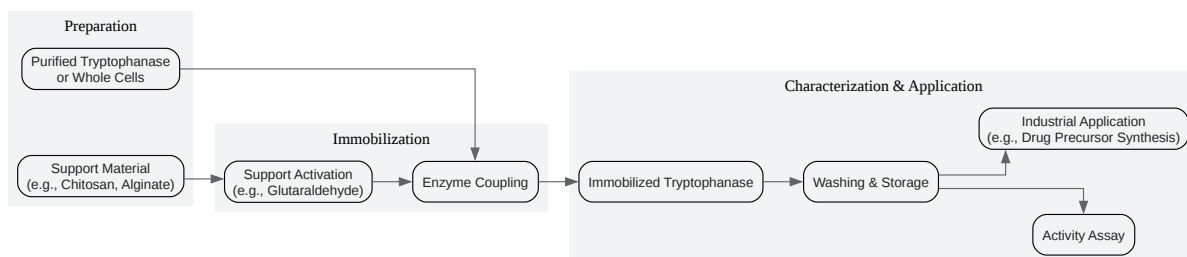 Preparation
Purified Tryptophanase
or Whole Cells
Support Material
(e.g., Chitosan, Alginate)
Immobilization
Support Activation
(e.g., Glutaraldehyde)
Enzyme Coupling
Characterization & Application
Immobilized Tryptophanase
Washing & Storage
Industrial Application
(e.g., Drug Precursor Synthesis)
Activity Assay